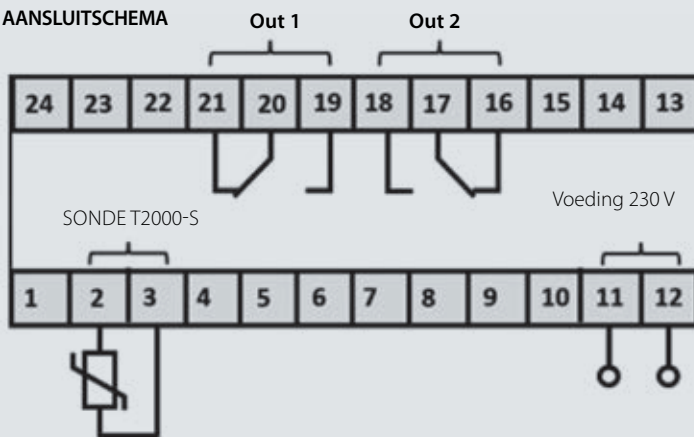 AANSLUITSCHEMA
Out 1 Out 2
24 23 22 21 20 19 18 17 16 15 14 13
SONDE T2000-S
Voeding 230 V
1 2 3 4 5 6 7 8 9 10 11 12